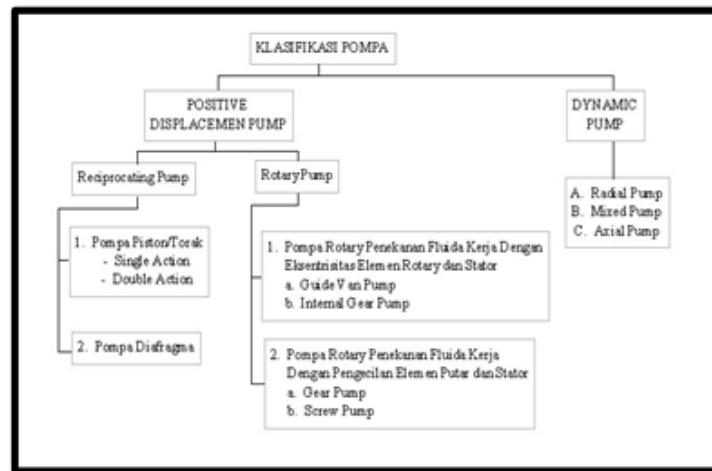 KLASIFIKASI POMPA
POSITIVE
DISPLACEMEN PUMP
DYNAMIC
PUMP
Reciprocating Pump
Rotary Pump
A. Radial Pump
B. Mixed Pump
C. Axial Pump
1. Pompa Piston/Torak
- Single Action
- Double Action
2. Pompa Diafragma
1. Pompa Rotary Penekanan Fluida Kerja Dengan
Eksentrisitas Elemen Rotary dan Stator
a. Guide Van Pump
b. Internal Gear Pump
2. Pompa Rotary Penekanan Fluida Kerja
Dengan Pengecilan Elemen Putar dan Stator
a. Gear Pump
b. Screw Pump